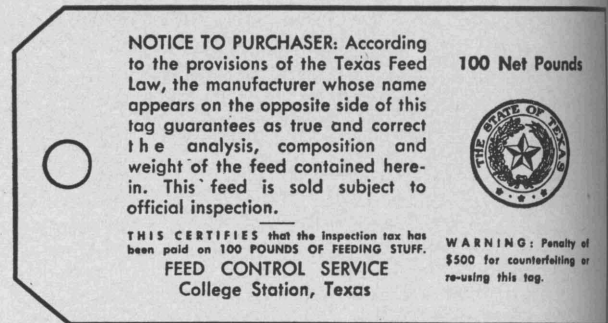 NOTICE TO PURCHASER: According
to the provisions of the Texas Feed
Law, the manufacturer whose name
appears on the opposite side of this
tag guarantees as true and correct
the analysis, composition and
weight of the feed contained here-
in. This feed is sold subject to
official inspection.
THIS CERTIFIES that the inspection tax has
been paid on 100 POUNDS OF FEEDING STUFF.
FEED CONTROL SERVICE
College Station, Texas
100 Net Pounds
THE STATE OF TEXAS
WARNING: Penalty of
$500 for counterfeiting or
re-using this tag.